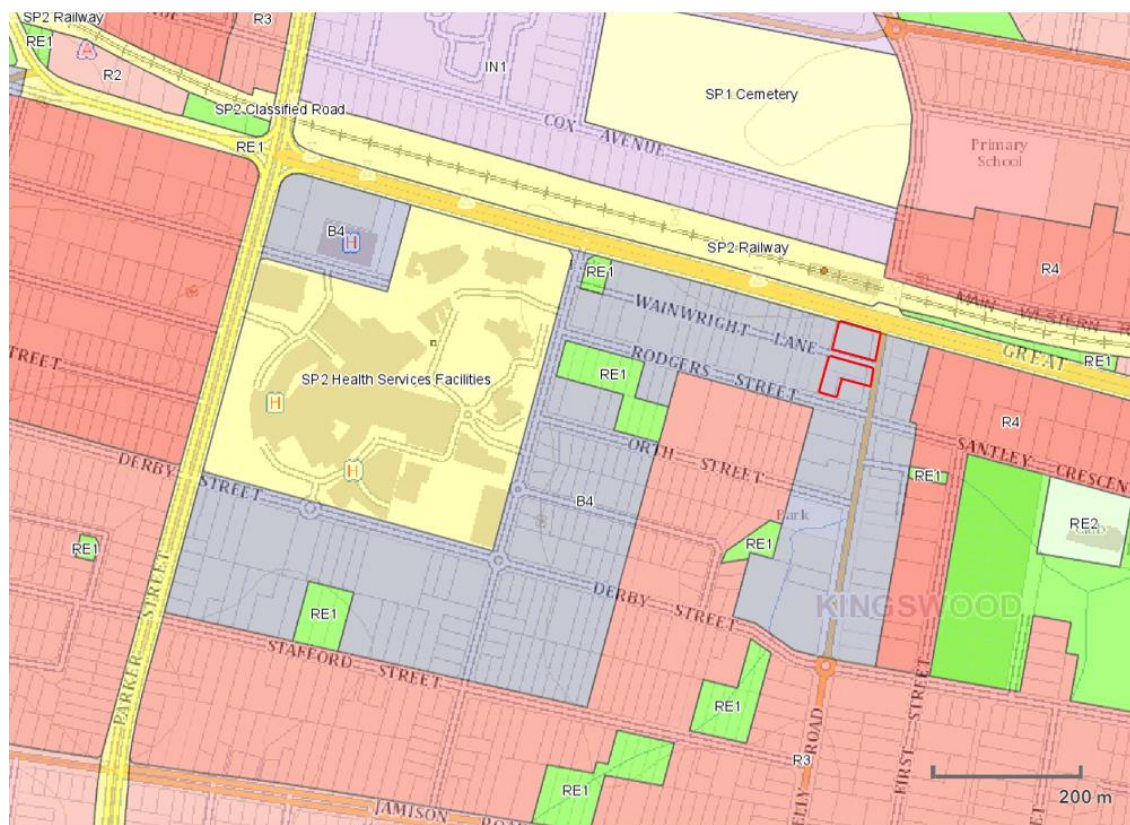 SP2 Railway
R3
RE1
A
R2
IN1
SP1 Cemetery
SP2 Classified Road
COX AVENUE
Primary
School
RE1
B4
H
SP2 Railway
R4
RE1
MAIN
WESTERN
WAINWRIGHT LANE
GREAT
RE1
RODGERS STREET
SP2 Health Services Facilities
RE1
STREET
H
R4
SANTLEY CRESCENT
ORTH STREET
DERBY STREET
H
RE1
B4
Park
RE2
RE1
RE1
DERBY STREET
KINGSWOOD
RE1
PARKER STREET
STAFFORD STREET
RE1
ROAD
FIRST STREET
R3
RE1
200 m
JAMISON